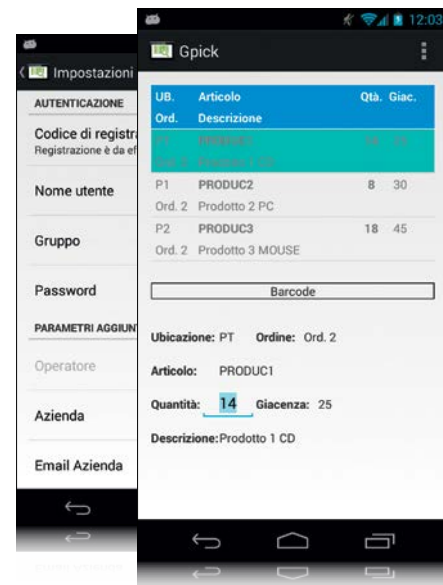 Impostazioni
AUTENTICAZIONE
Codice di registr
Registrazione è da ef
Nome utente
Gruppo
Password
PARAMETRI AGGIUN
Operatore
Azienda
Email Azienda
12:03
Gpick
UB. Articolo Qtà. Giac.
Ord. Descrizione
P1 PRODUC2 8 30
Ord. 2 Prodotto 2 PC
P2 PRODUC3 18 45
Ord. 2 Prodotto 3 MOUSE
Barcode
Ubicazione: PT Ordine: Ord. 2
Articolo: PRODUC1
Quantità: 14 Giacenza: 25
Descrizione:Prodotto 1 CD